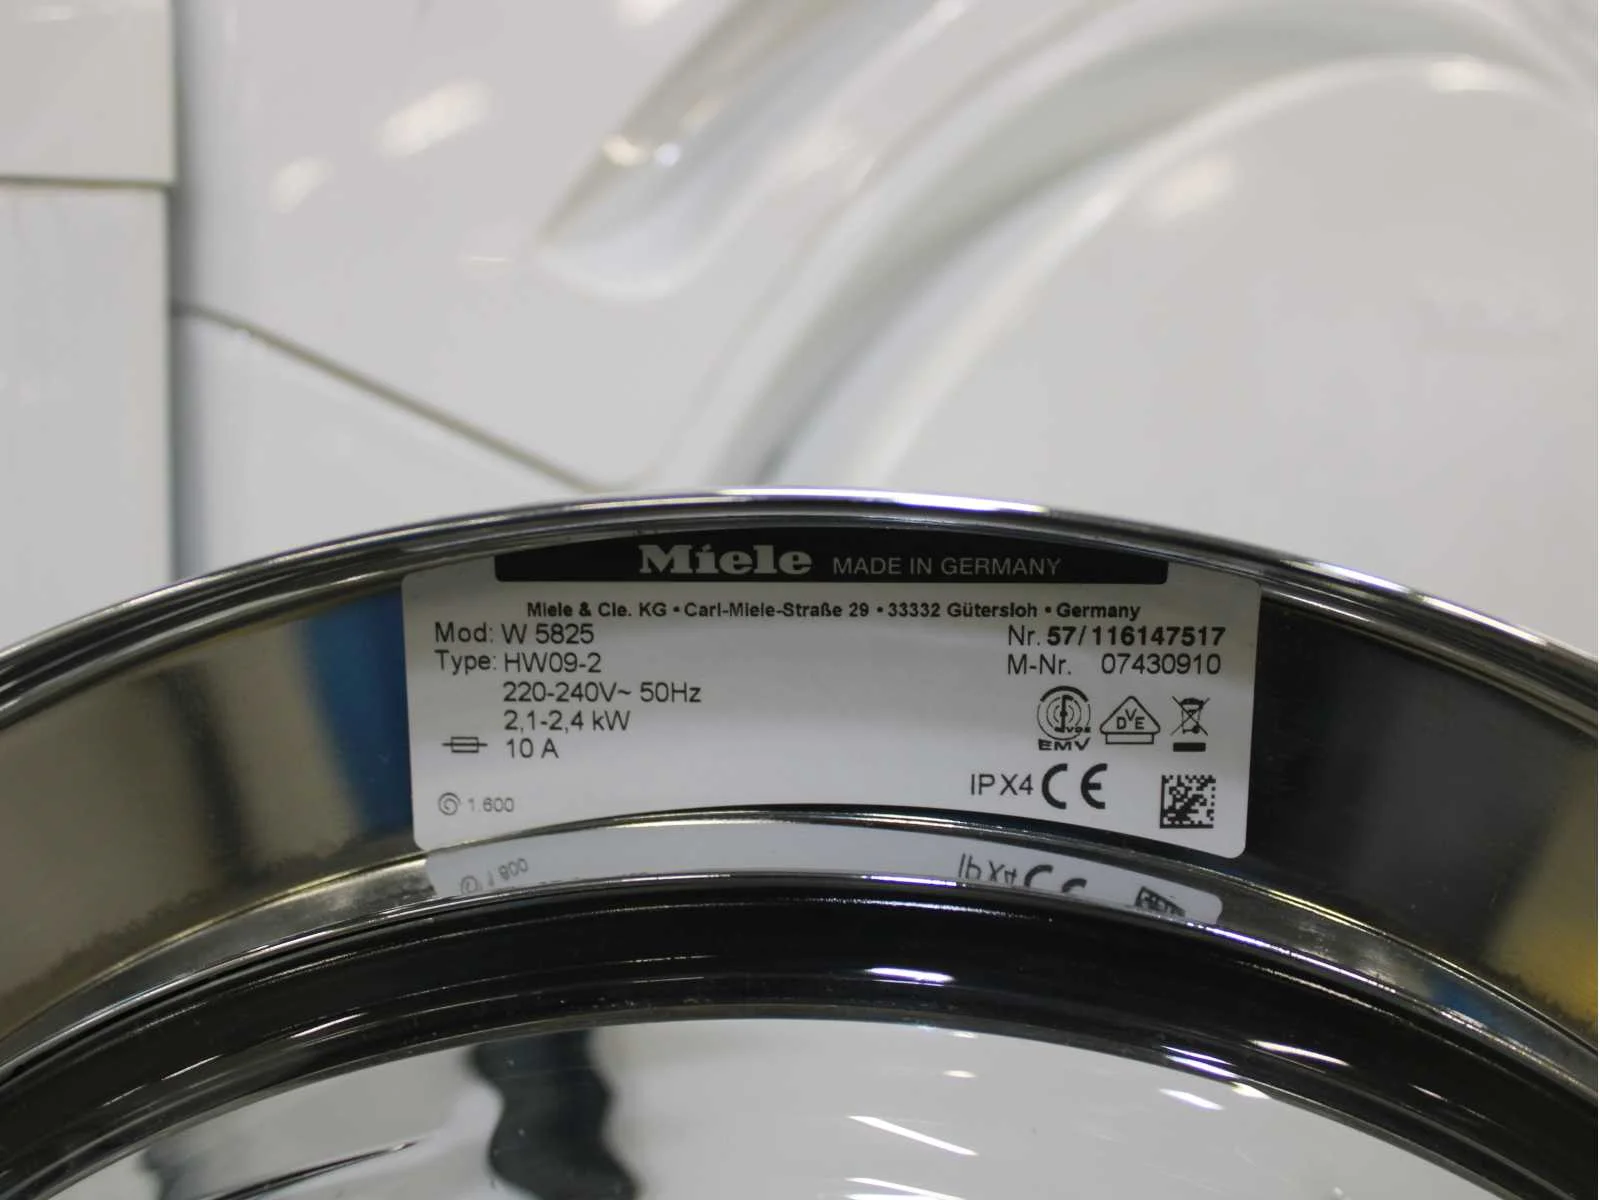 Miele MADE IN GERMANY
Miele & Cie. KG • Carl-Miele-Straße 29 • 33332 Gütersloh • Germany
Mod: W 5825 Nr. 57/116147517
Type: HW09-2 M-Nr. 07430910
220-240V~ 50Hz
2,1-2,4 kW
10 A
VDE
EMV
DVE
IPX4 CE
1 600